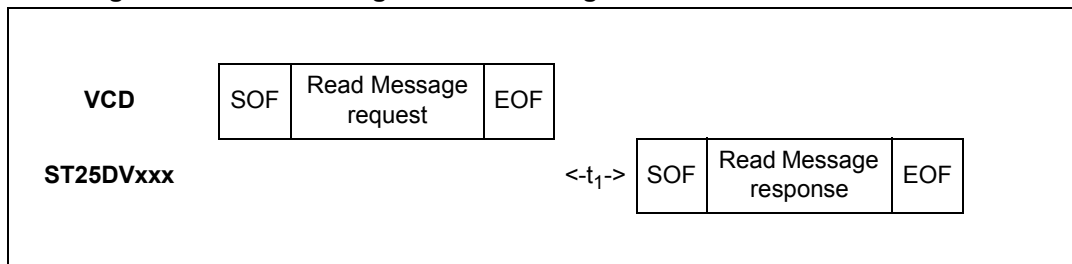 VCD
SOF
Read Message
request
EOF
ST25DVxxx
<-t1->
SOF
Read Message
response
EOF